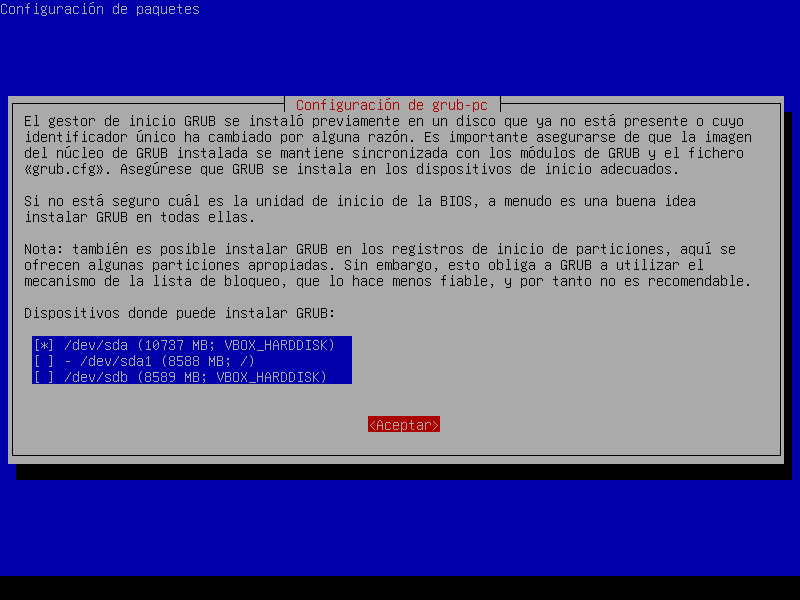 Configuración de paquetes
Configuración de grub-pc
El gestor de inicio GRUB se instaló previamente en un disco que ya no está presente o cuyo
identificador único ha cambiado por alguna razón. Es importante asegurarse de que la imagen
del núcleo de GRUB instalada se mantiene sincronizada con los módulos de GRUB y el fichero
«grub.cfg». Asegúrese que GRUB se instala en los dispositivos de inicio adecuados.
Si no está seguro cuál es la unidad de inicio de la BIOS, a menudo es una buena idea
instalar GRUB en todas ellas.
Nota: también es posible instalar GRUB en los registros de inicio de particiones, aquí se
ofrecen algunas particiones apropiadas. Sin embargo, esto obliga a GRUB a utilizar el
mecanismo de la lista de bloqueo, que lo hace menos fiable, y por tanto no es recomendable.
Dispositivos donde puede instalar GRUB:
[*] /dev/sda (10737 MB; VBOX_HARDDISK)
[ ] - /dev/sda1 (8588 MB; /)
[ ] /dev/sdb (8589 MB; VBOX_HARDDISK)
<Aceptar>